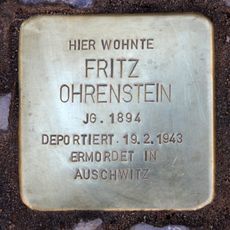 HIER WOHNTE
FRITZ
OHRENSTEIN
JG. 1894
DEPORTIERT 19.2.1943
ERMORDET IN
AUSCHWITZ